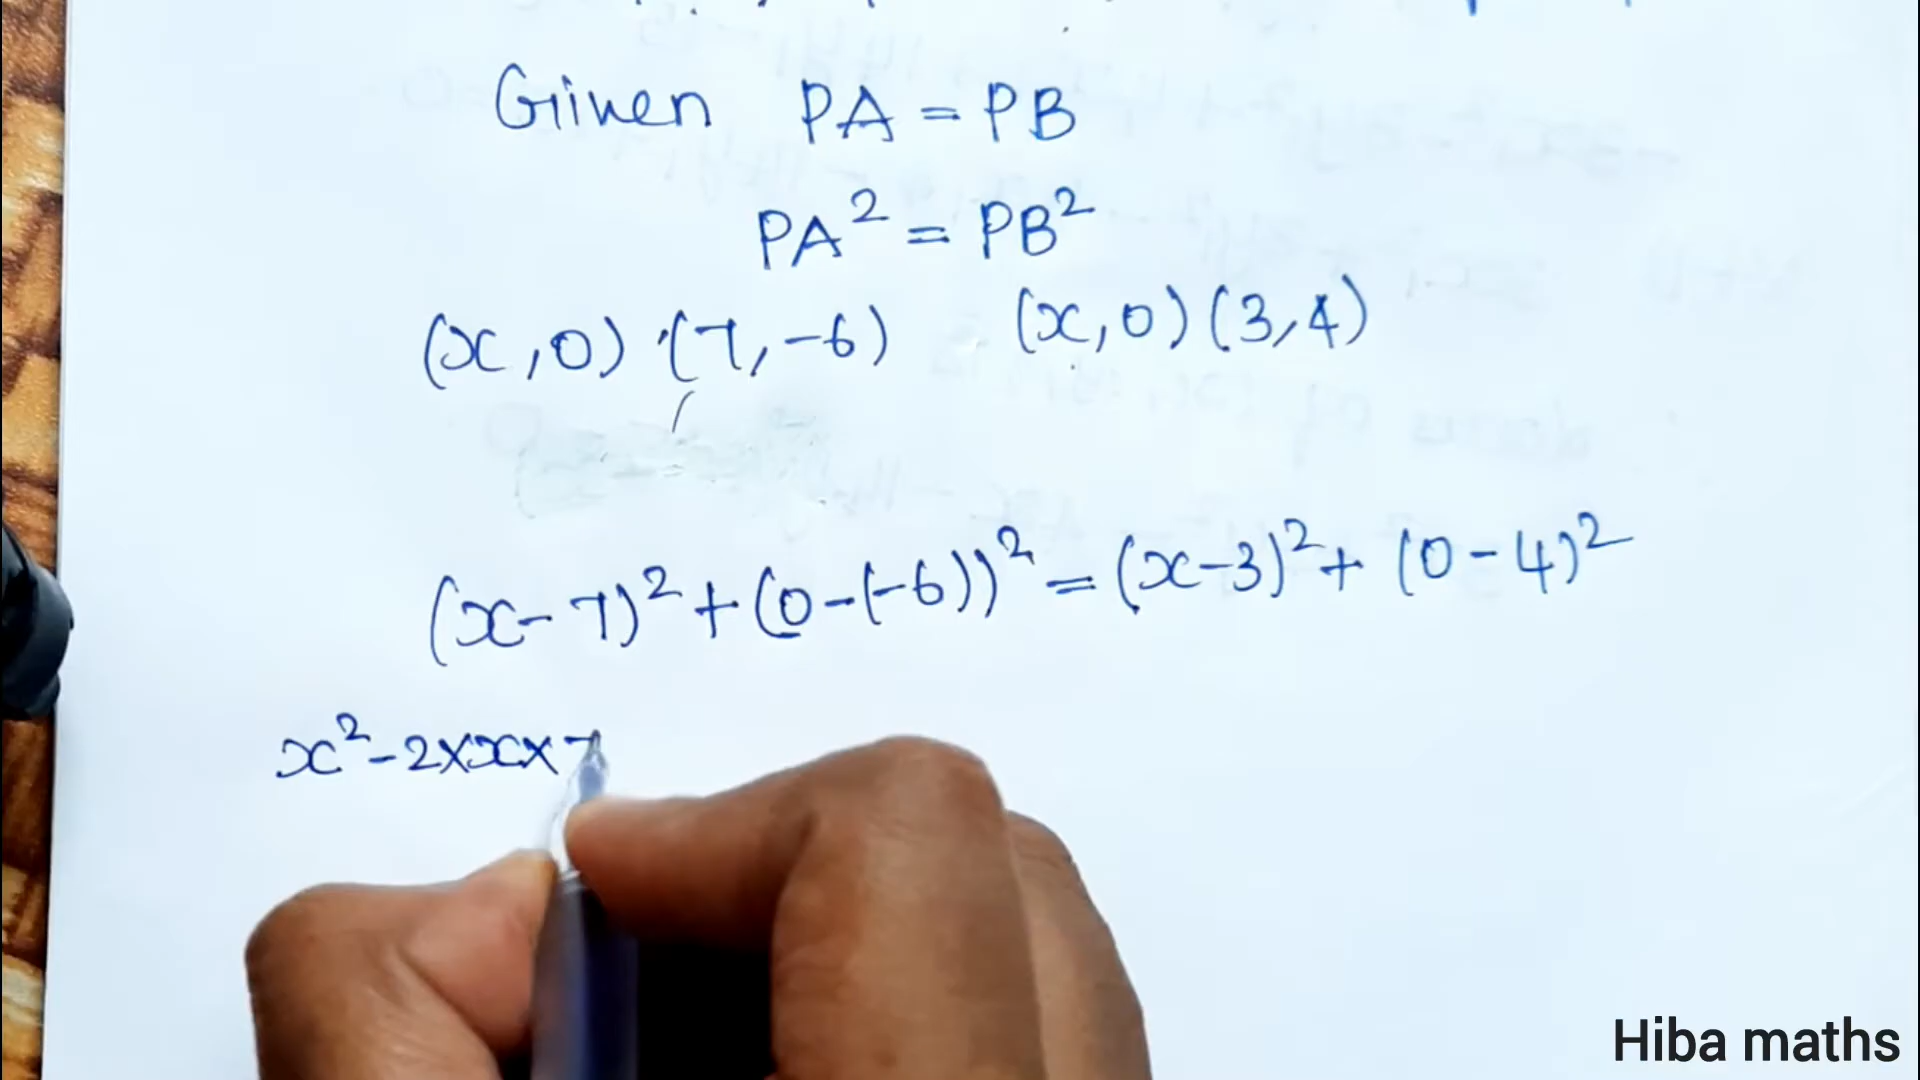 Given PA = PB
PA² = PB²
(x,0) (7,-6) (x,0) (3,4)
(x-7)² + (0-(-6))² = (x-3)² + (0-4)²
x² - 2×x×7
Hiba maths